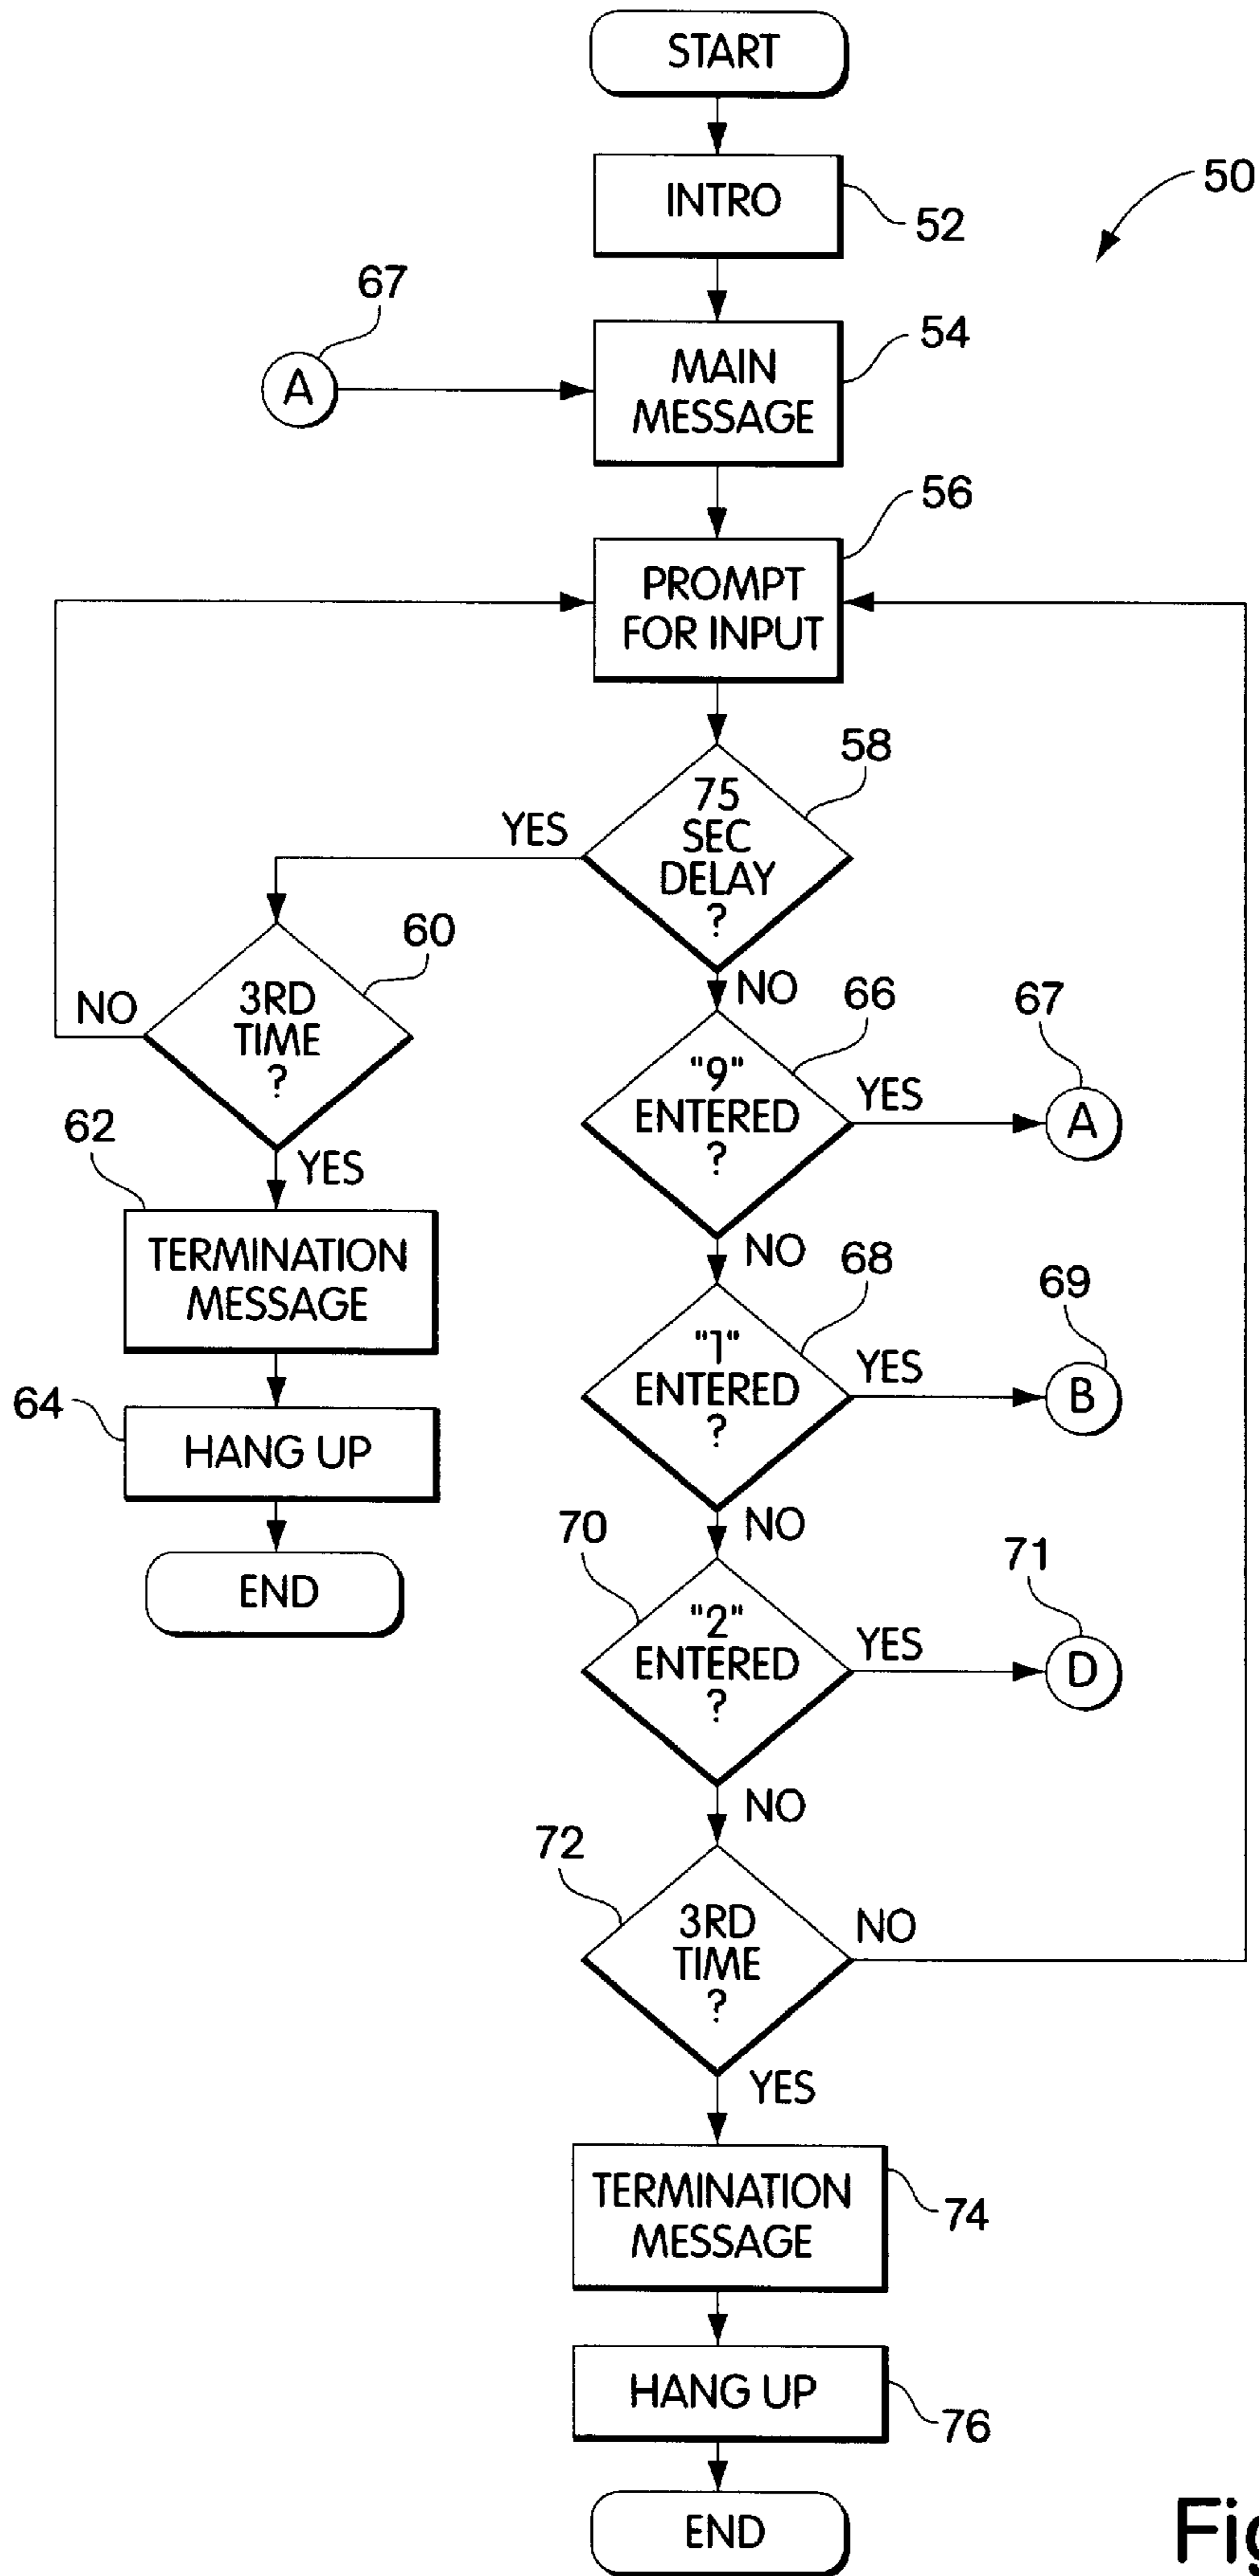 START
INTRO
52
50
67
A
MAIN
MESSAGE
54
PROMPT
FOR INPUT
56
75
SEC
DELAY
?
58
YES
NO
3RD
TIME
?
60
NO
YES
TERMINATION
MESSAGE
62
HANG UP
64
END
"9"
ENTERED
?
66
YES
67
A
NO
"1"
ENTERED
?
68
YES
69
B
NO
"2"
ENTERED
?
70
YES
71
D
NO
3RD
TIME
?
72
NO
YES
TERMINATION
MESSAGE
74
HANG UP
76
END